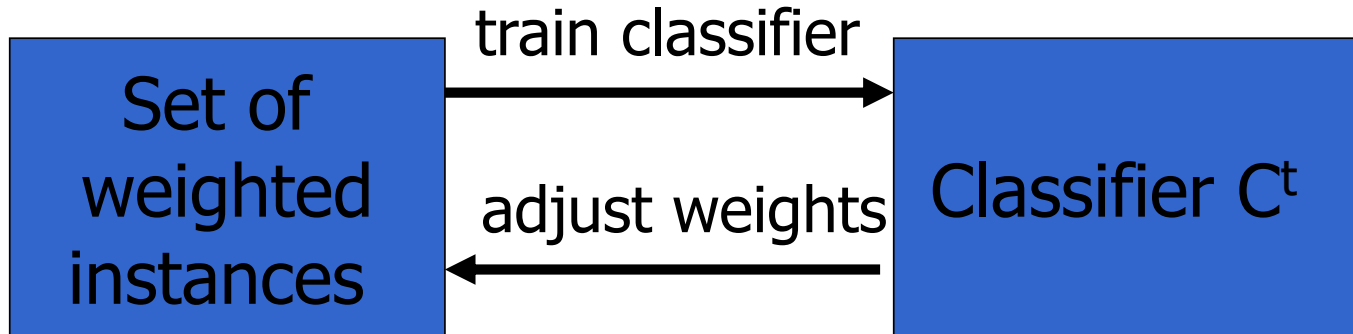 train classifier
Set of
weighted
instances
adjust weights
Classifier Cᵗ